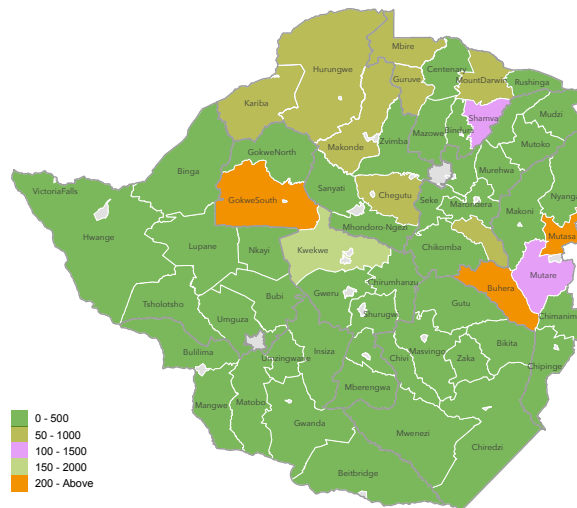 Mbire
Centenary
Hurungwe
Guruve
MountDarwin
Rushinga
Kariba
Shamva
Mudzi
Makonde
Zvimba
Mazowe
Bindura
Mutoko
GokweNorth
Binga
Murehwa
VictoriaFalls
Sanyati
Chegutu
Nyanga
GokweSouth
Seke
Marondera
Makoni
Hwange
Mhondoro-Ngezi
Mutasa
Lupane
Nkayi
Kwekwe
Chikomba
Mutare
Chirumhanzu
Buhera
Tsholotsho
Bubi
Gweru
Gutu
Umguza
Shurugwi
Chimanim
Bulilima
Umzingwane
Insiza
Chivi
Masvingo
Zaka
Bikita
Chipinge
Mangwe
Matobo
Mberengwa
Gwanda
Mwenezi
Chiredzi
Beitbridge
0 - 500
50 - 1000
100 - 1500
150 - 2000
200 - Above